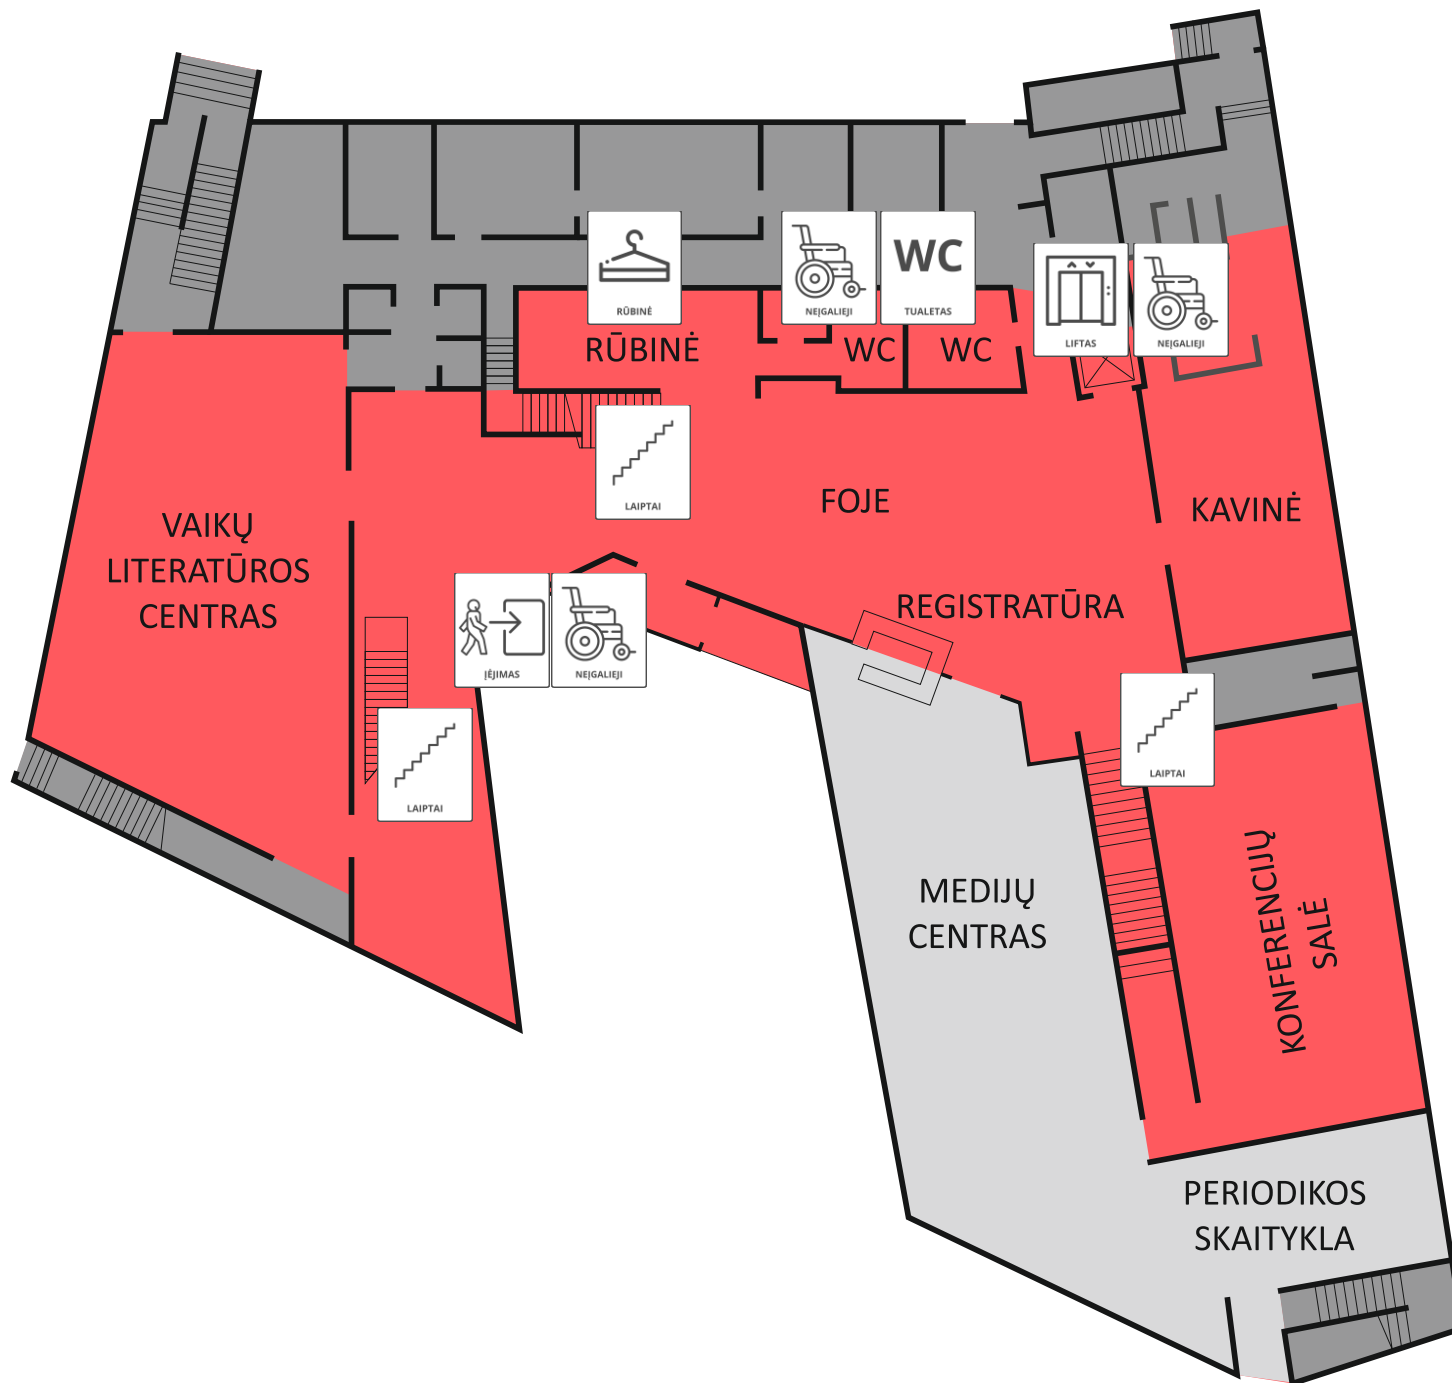 RŪBINĖ
NEĮGALIEJI
WC
TUALETAS
LIFTAS
NEĮGALIEJI
RŪBINĖ
WC
WC
LAIPTAI
FOJE
KAVINĖ
VAIKŲ
LITERATŪROS
CENTRAS
REGISTRATŪRA
ĮĖJIMAS
NEĮGALIEJI
LAIPTAI
LAIPTAI
MEDIJŲ
CENTRAS
KONFERENCIJŲ
SALĖ
PERIODIKOS
SKAITYKLA